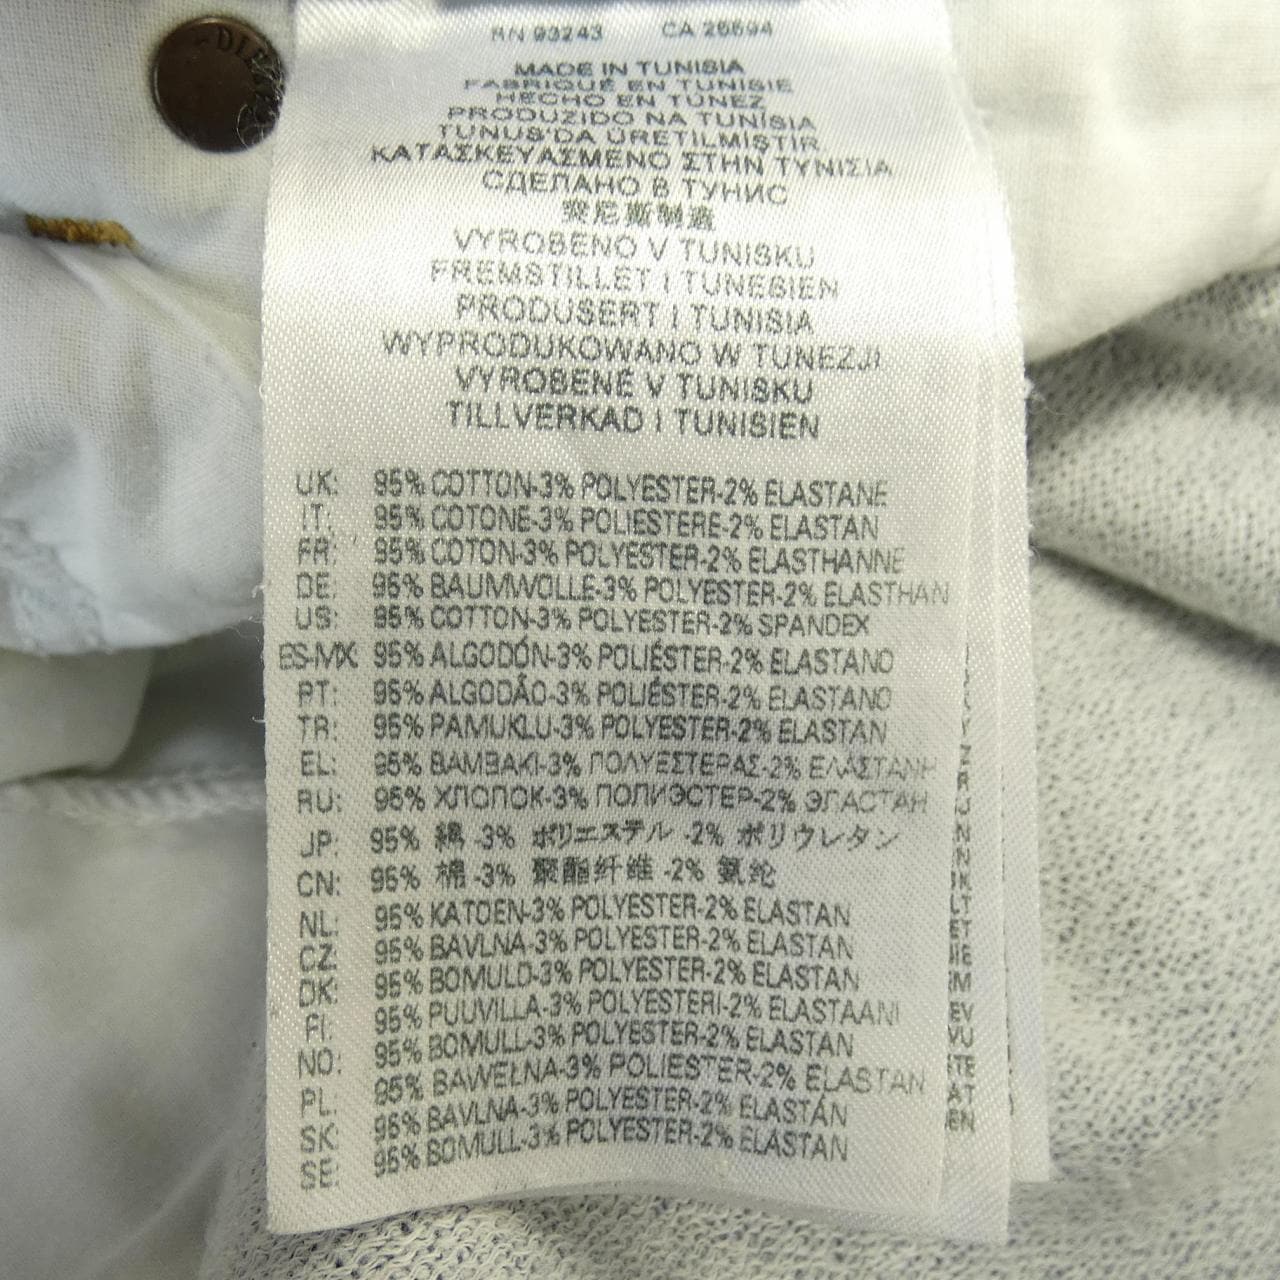 DIESEL
RN 93243 CA 26694
MADE IN TUNISIA
FABRIQUÉ EN TUNISIE
HECHO EN TÚNEZ
PRODUZIDO NA TUNÍSIA
TUNUS'DA ÜRETILMIŞTIR
ΚΑΤΑΣΚΕΥΑΣΜΕΝΟ ΣΤΗΝ ΤΥΝΙΣΙΑ
СДЕЛАНО В ТУНИС
突尼斯制造
VYROBENO V TUNISKU
FREMSTILLET I TUNEBIEN
PRODUSERT I TUNISIA
WYPRODUKOWANO W TUNEZJI
VYROBENÉ V TUNISKU
TILLVERKAD I TUNISIEN
UK: 95% COTTON-3% POLYESTER-2% ELASTANE
IT: 95% COTONE-3% POLIESTERE-2% ELASTAN
FR: 95% COTON-3% POLYESTER-2% ELASTHANNE
DE: 95% BAUMWOLLE-3% POLYESTER-2% ELASTHAN
US: 95% COTTON-3% POLYESTER-2% SPANDEX
ES-MX: 95% ALGODÓN-3% POLIÉSTER-2% ELASTANO
PT: 95% ALGODÃO-3% POLIÉSTER-2% ELASTANO
TR: 95% PAMUKLU-3% POLYESTER-2% ELASTAN
EL: 95% ΒΑΜΒΑΚΙ-3% ΠΟΛΥΕΣΤΕΡΑΣ-2% ΕΛΑΣΤΑΝΗ
RU: 95% ХЛОПОК-3% ПОЛИЭСТЕР-2% ЭГАСТАН
JP: 95% 綿 -3% ポリエステル -2% ポリウレタン
CN: 95% 棉 -3% 聚酯纤维 -2% 氨纶
NL: 95% KATOEN-3% POLYESTER-2% ELASTAN
CZ: 95% BAVLNA-3% POLYESTER-2% ELASTAN
DK: 95% BOMULD-3% POLYESTER-2% ELASTAN
FI: 95% PUUVILLA-3% POLYESTERI-2% ELASTAANI
NO: 95% BOMULL-3% POLYESTER-2% ELASTAN
PL: 95% BAWEŁNA-3% POLIESTER-2% ELASTAN
SK: 95% BAVLNA-3% POLYESTER-2% ELASTÁN
SE: 95% BOMULL-3% POLYESTER-2% ELASTAN